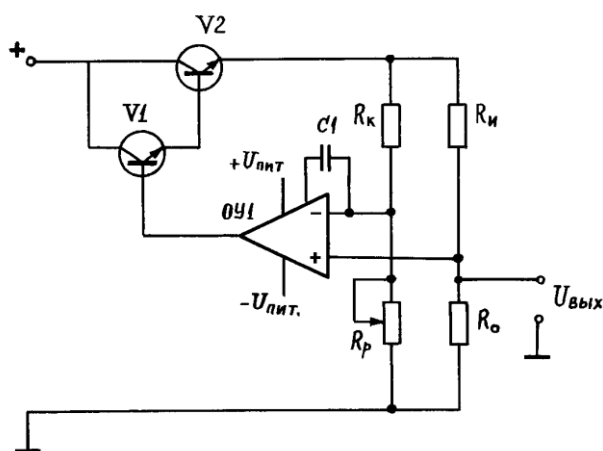 V2
+
V1
C1
Rк
Rи
+Uпит
ОУ1
−
+
−Uпит.
Rр
Rо
Uвых